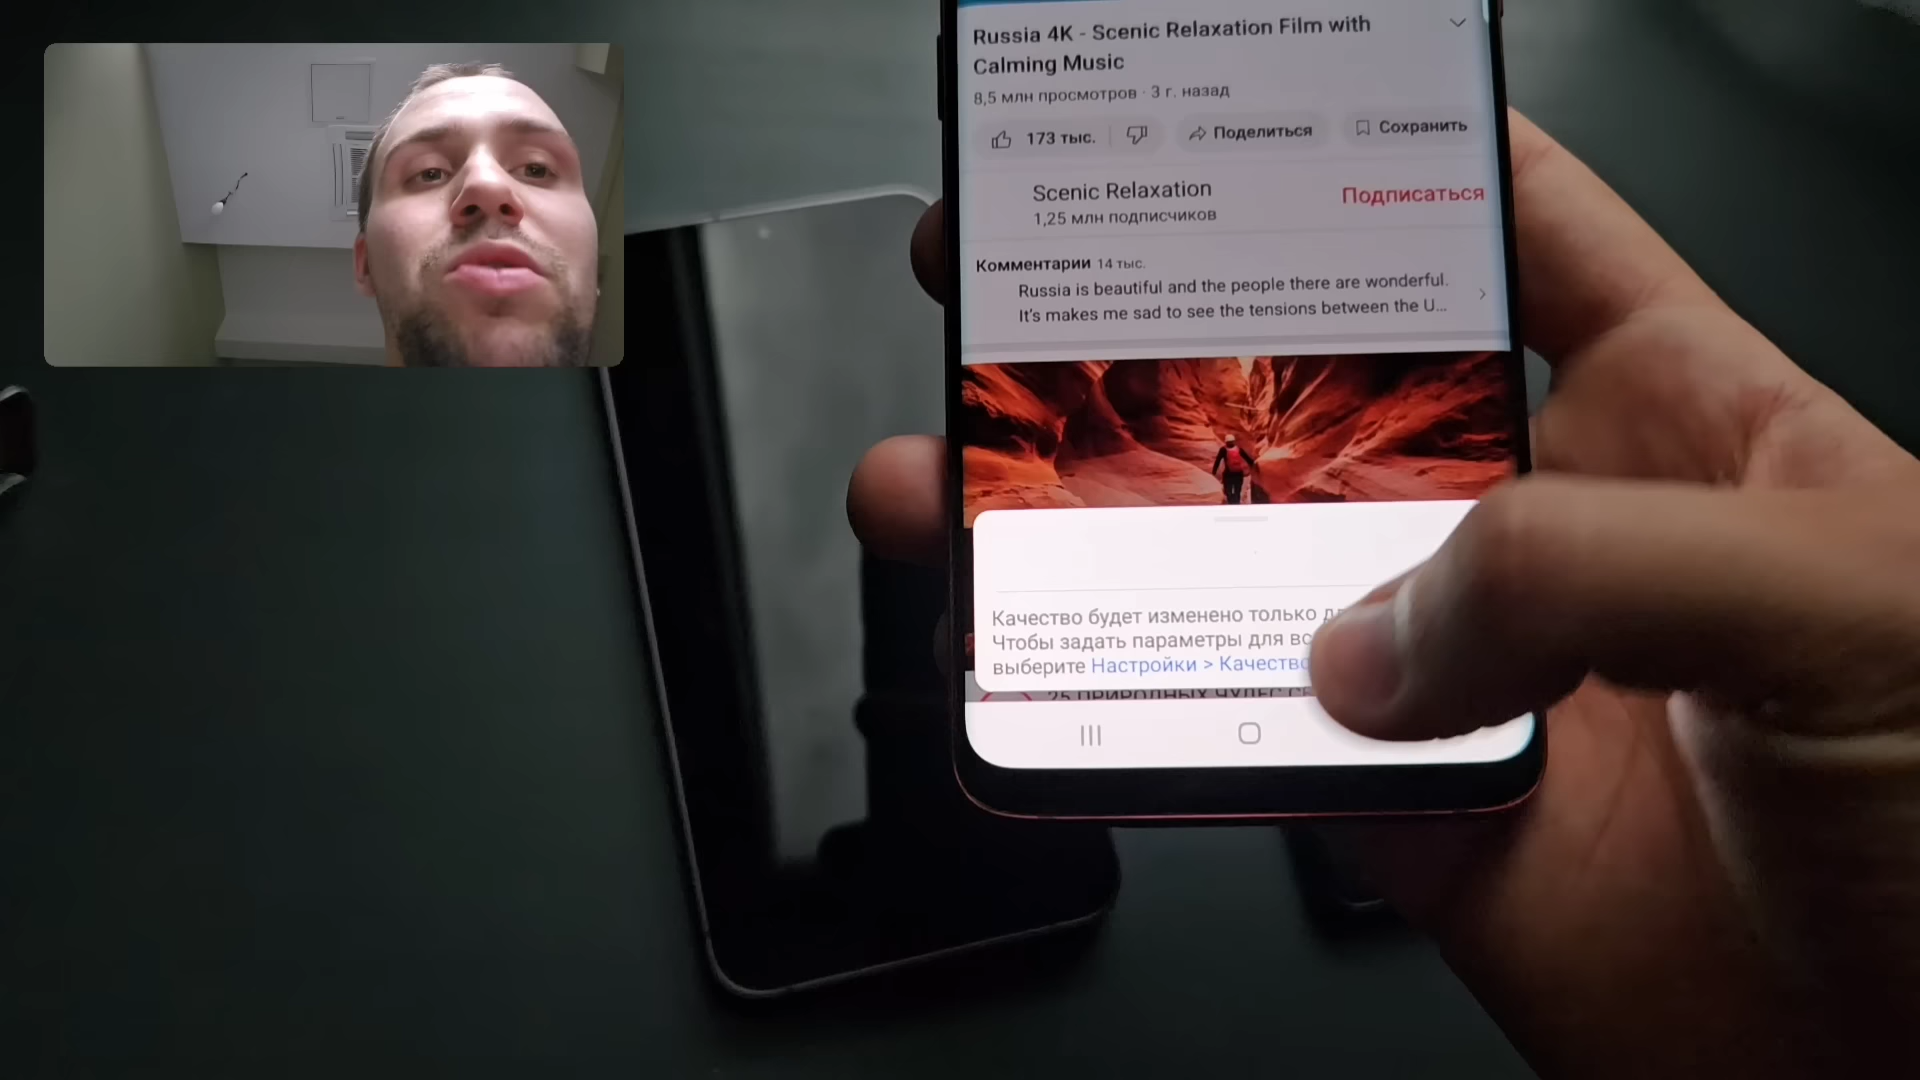 Russia 4K - Scenic Relaxation Film with
Calming Music
8,5 млн просмотров · 3 г. назад
173 тыс.
Поделиться
Сохранить
Scenic Relaxation
Подписаться
1,25 млн подписчиков
Комментарии 14 тыс.
Russia is beautiful and the people there are wonderful.
It's makes me sad to see the tensions between the U...
Качество будет изменено только
Чтобы задать параметры для
выберите Настройки > Качество
25 ПРИРОДНЫХ ЧУДЕС